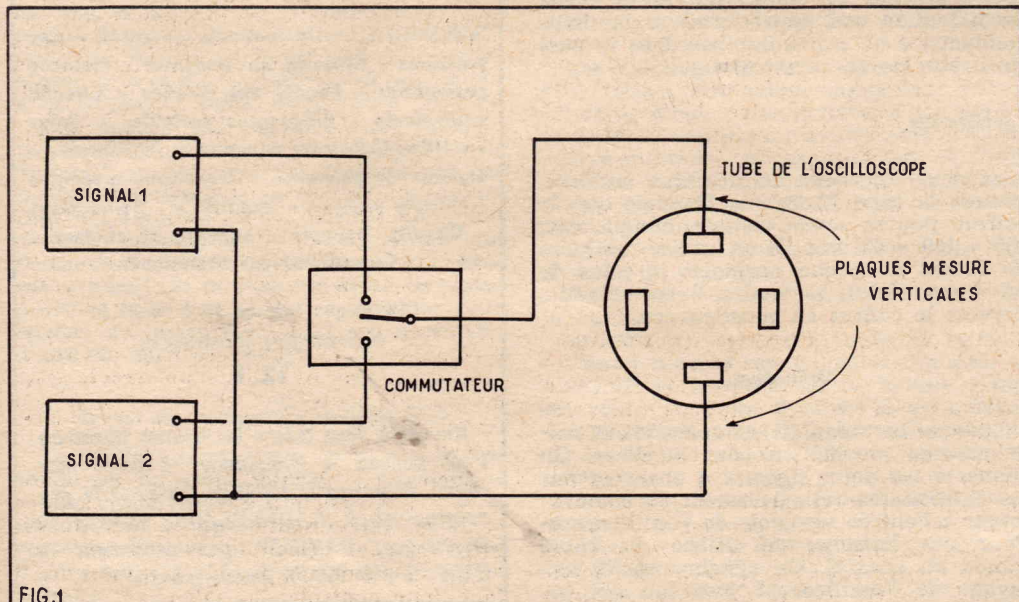 SIGNAL 1
TUBE DE L'OSCILLOSCOPE
PLAQUES MESURE
VERTICALES
COMMUTATEUR
SIGNAL 2
FIG.1